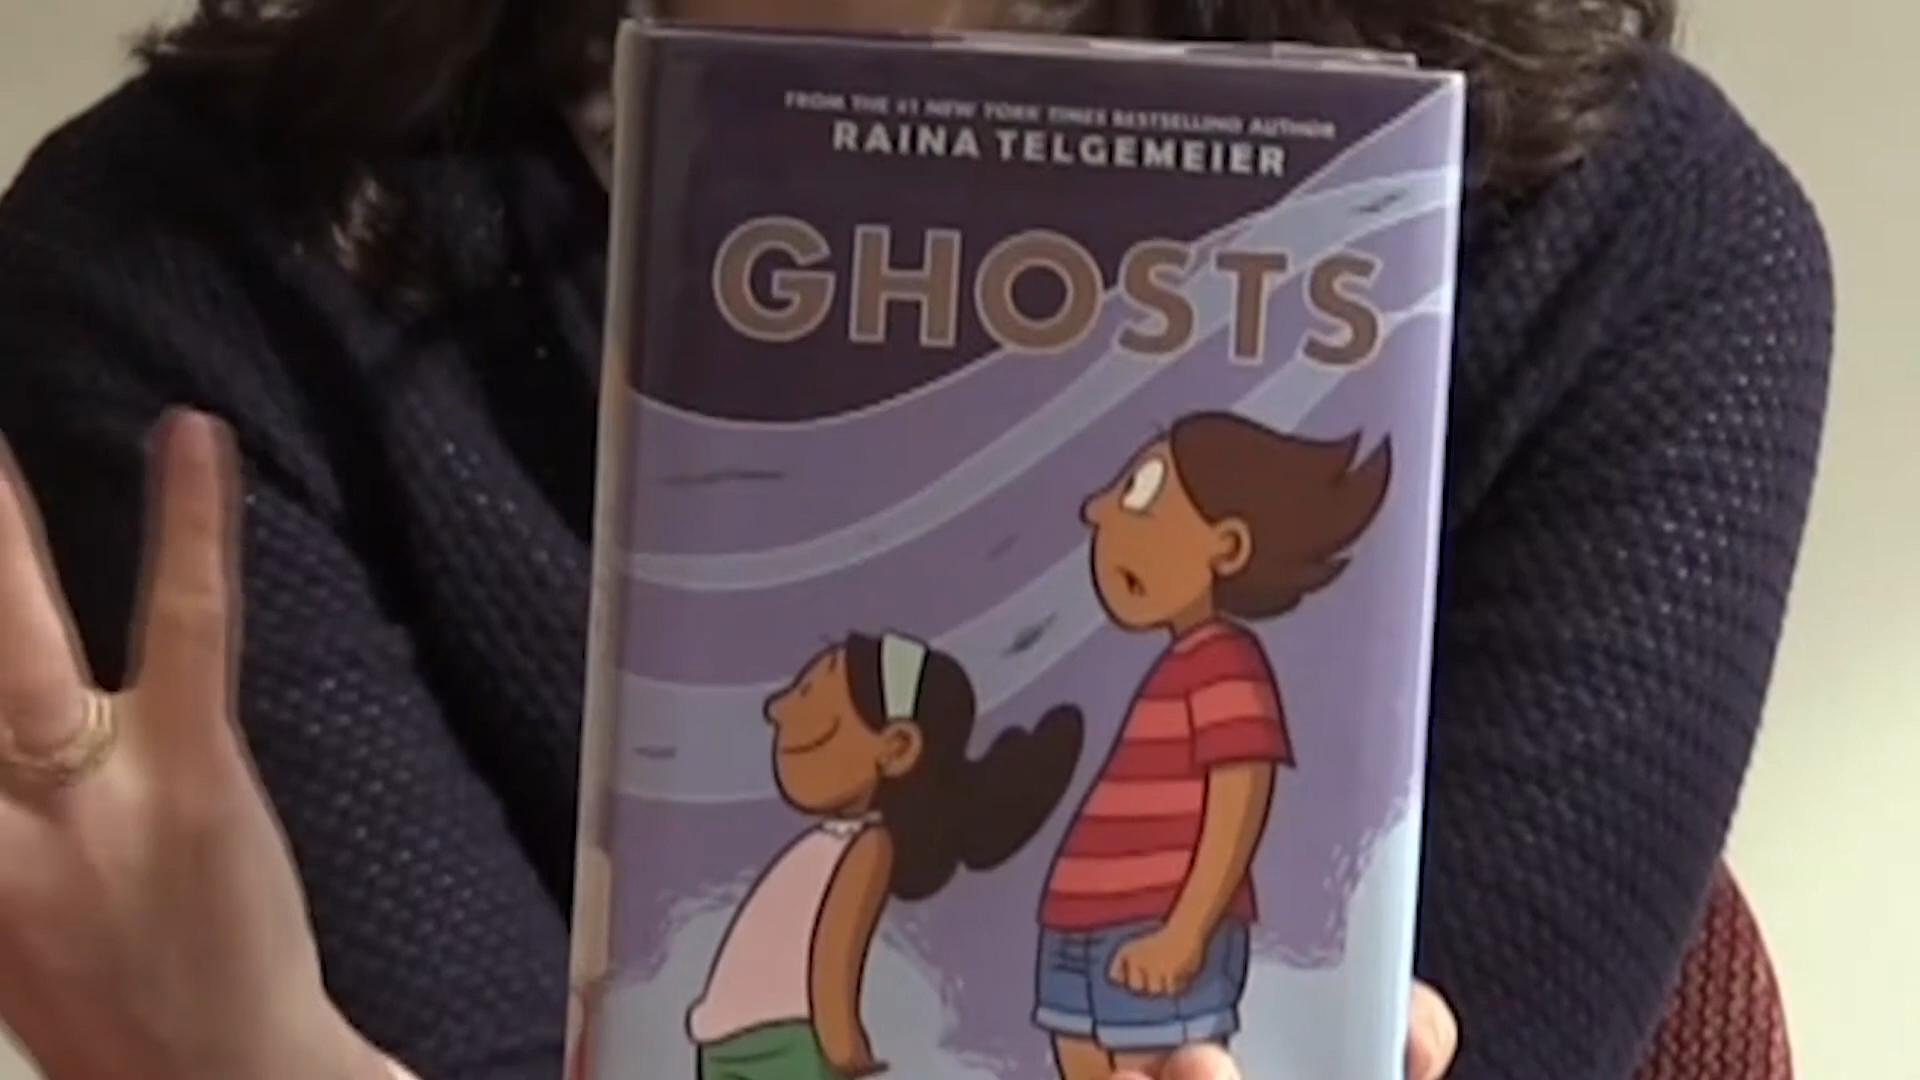 FROM THE #1 NEW YORK TIMES BESTSELLING AUTHOR
RAINA TELGEMEIER
GHOSTS